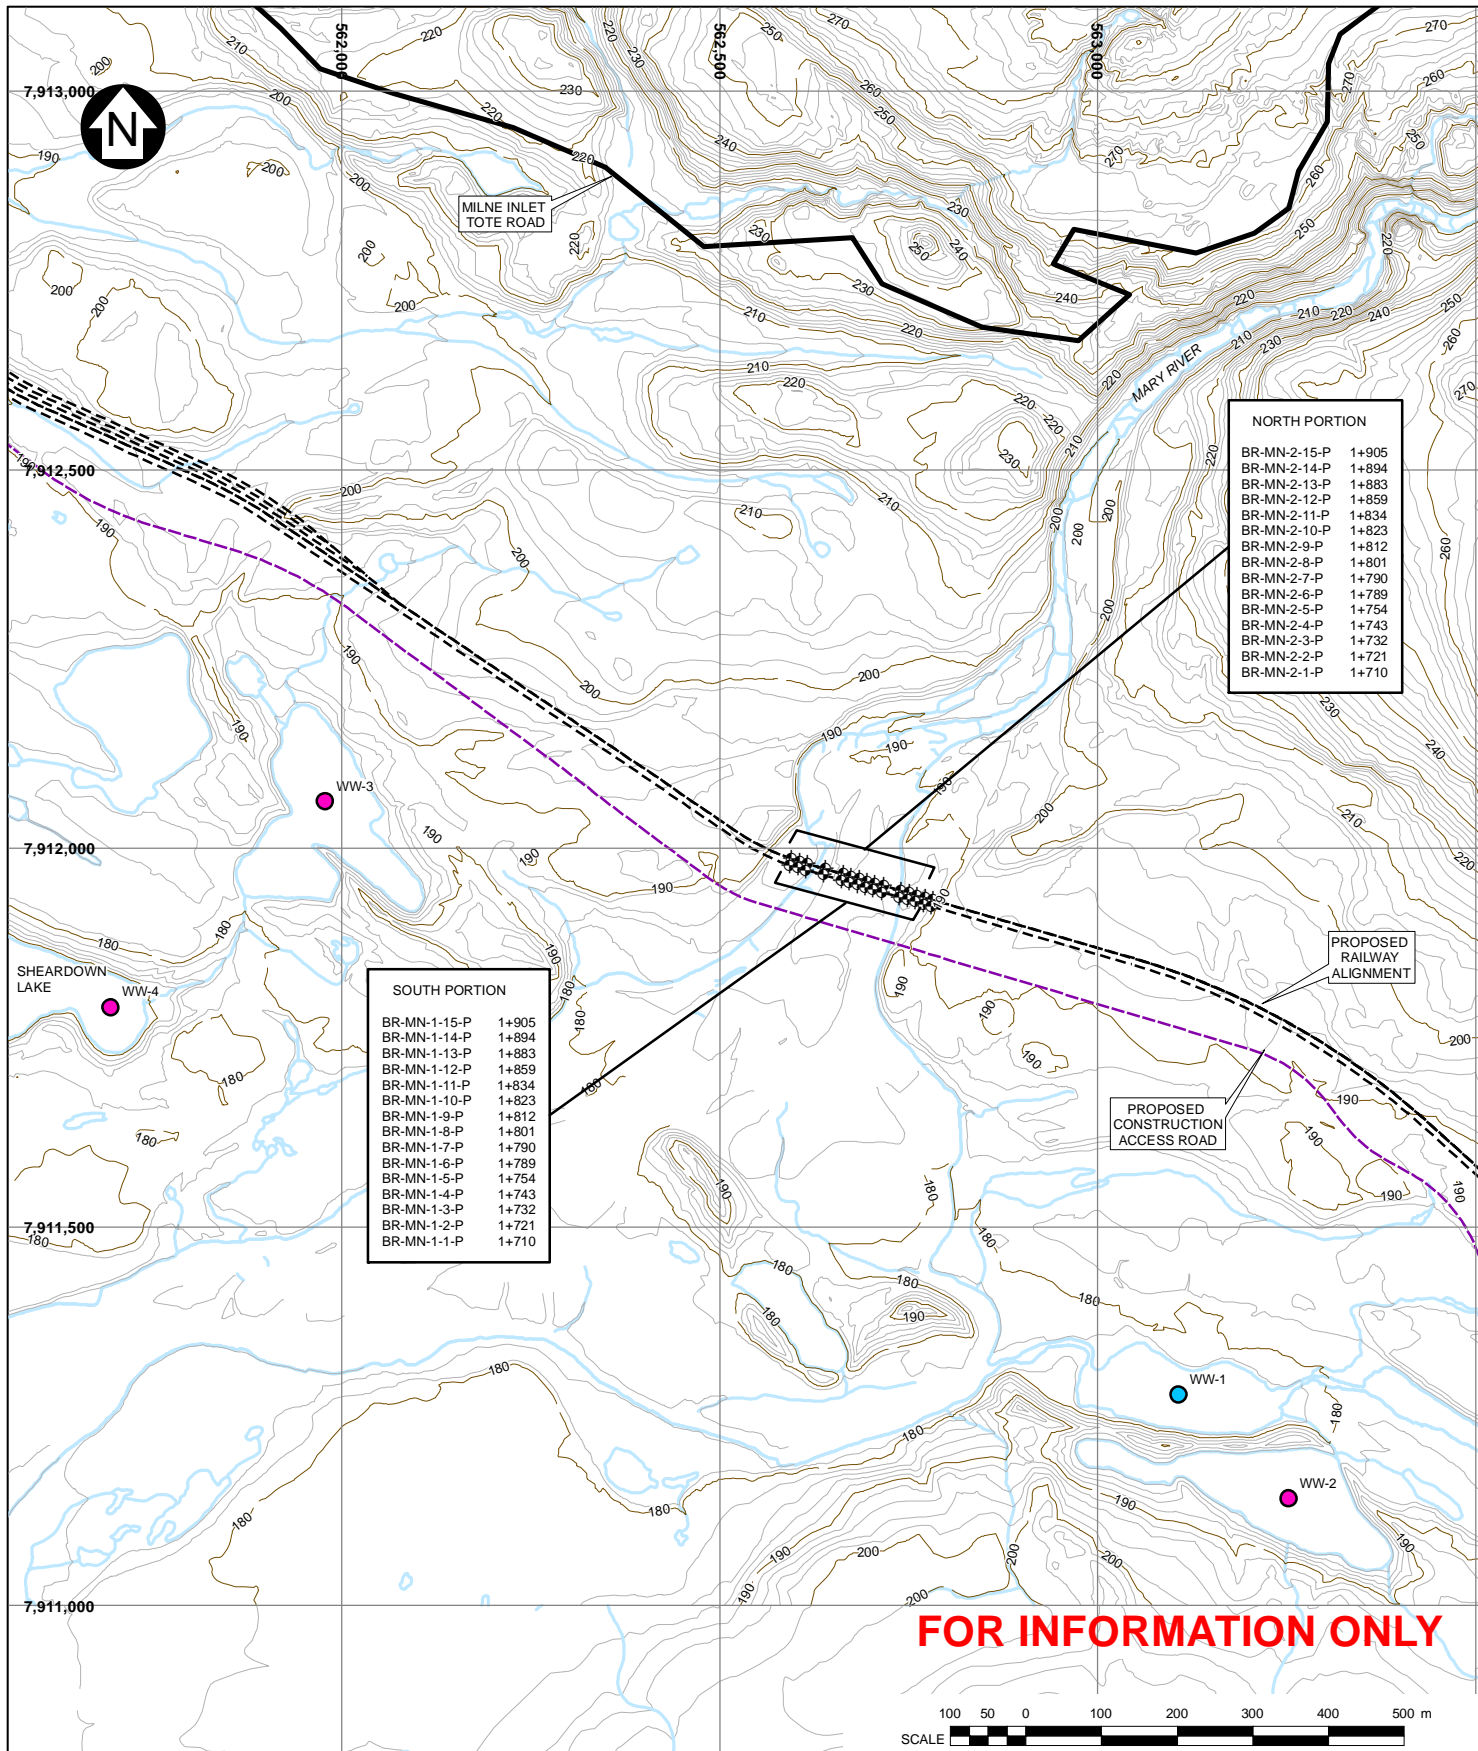 562,000
562,500
563,000
7,913,000
7,912,500
7,912,000
7,911,500
7,911,000
N
MILNE INLET
TOTE ROAD
MARY RIVER
NORTH PORTION
BR-MN-2-15-P 1+905
BR-MN-2-14-P 1+894
BR-MN-2-13-P 1+883
BR-MN-2-12-P 1+859
BR-MN-2-11-P 1+834
BR-MN-2-10-P 1+823
BR-MN-2-9-P 1+812
BR-MN-2-8-P 1+801
BR-MN-2-7-P 1+790
BR-MN-2-6-P 1+789
BR-MN-2-5-P 1+754
BR-MN-2-4-P 1+743
BR-MN-2-3-P 1+732
BR-MN-2-2-P 1+721
BR-MN-2-1-P 1+710
WW-3
SHEARDOWN
LAKE
WW-4
SOUTH PORTION
BR-MN-1-15-P 1+905
BR-MN-1-14-P 1+894
BR-MN-1-13-P 1+883
BR-MN-1-12-P 1+859
BR-MN-1-11-P 1+834
BR-MN-1-10-P 1+823
BR-MN-1-9-P 1+812
BR-MN-1-8-P 1+801
BR-MN-1-7-P 1+790
BR-MN-1-6-P 1+789
BR-MN-1-5-P 1+754
BR-MN-1-4-P 1+743
BR-MN-1-3-P 1+732
BR-MN-1-2-P 1+721
BR-MN-1-1-P 1+710
PROPOSED
RAILWAY
ALIGNMENT
PROPOSED
CONSTRUCTION
ACCESS ROAD
WW-1
WW-2
FOR INFORMATION ONLY
100 50 0 100 200 300 400 500 m
SCALE